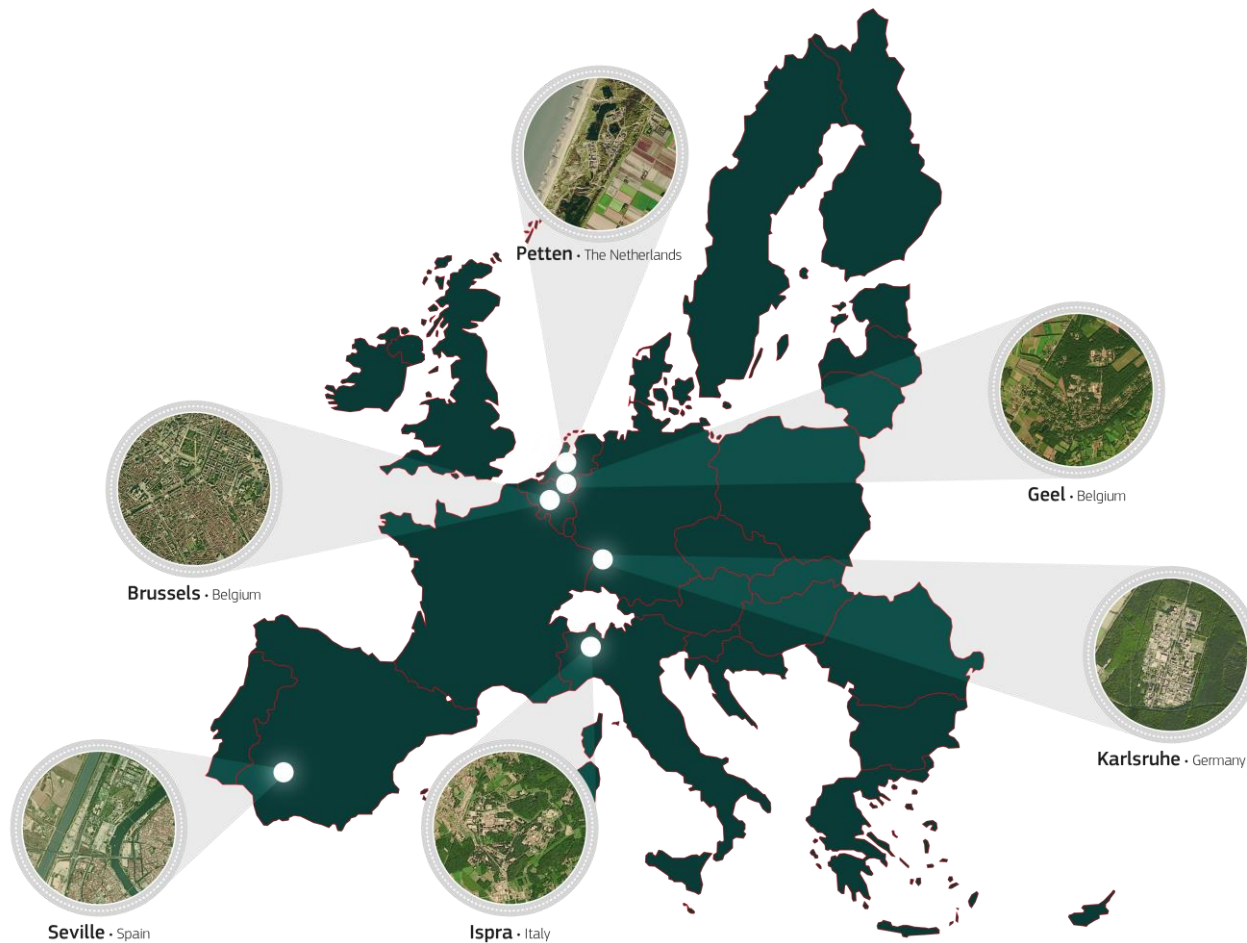 Petten · The Netherlands
Geel · Belgium
Brussels · Belgium
Karlsruhe · Germany
Seville · Spain
Ispra · Italy